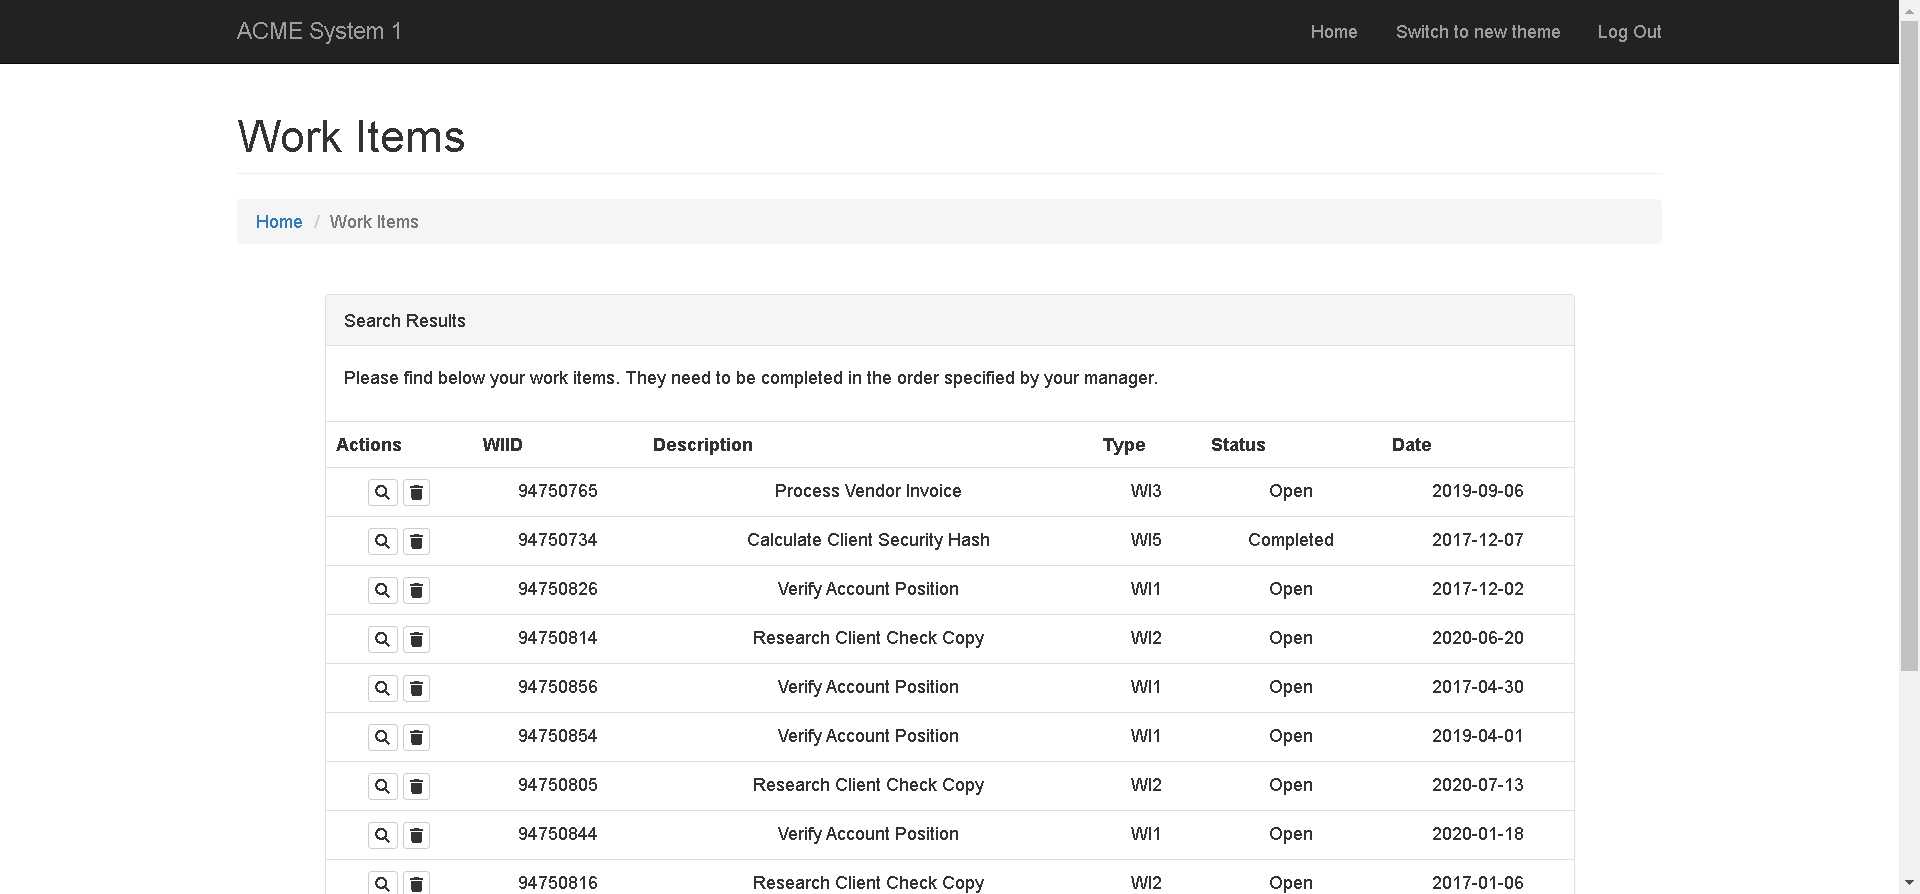 ACME System 1 Home Switch to new theme Log Out
Work Items
Home / Work Items
Search Results
Please find below your work items. They need to be completed in the order specified by your manager.
Actions WIID Description Type Status Date
94750765 Process Vendor Invoice WI3 Open 2019-09-06
94750734 Calculate Client Security Hash WI5 Completed 2017-12-07
94750826 Verify Account Position WI1 Open 2017-12-02
94750814 Research Client Check Copy WI2 Open 2020-06-20
94750856 Verify Account Position WI1 Open 2017-04-30
94750854 Verify Account Position WI1 Open 2019-04-01
94750805 Research Client Check Copy WI2 Open 2020-07-13
94750844 Verify Account Position WI1 Open 2020-01-18
94750816 Research Client Check Copy WI2 Open 2017-01-06